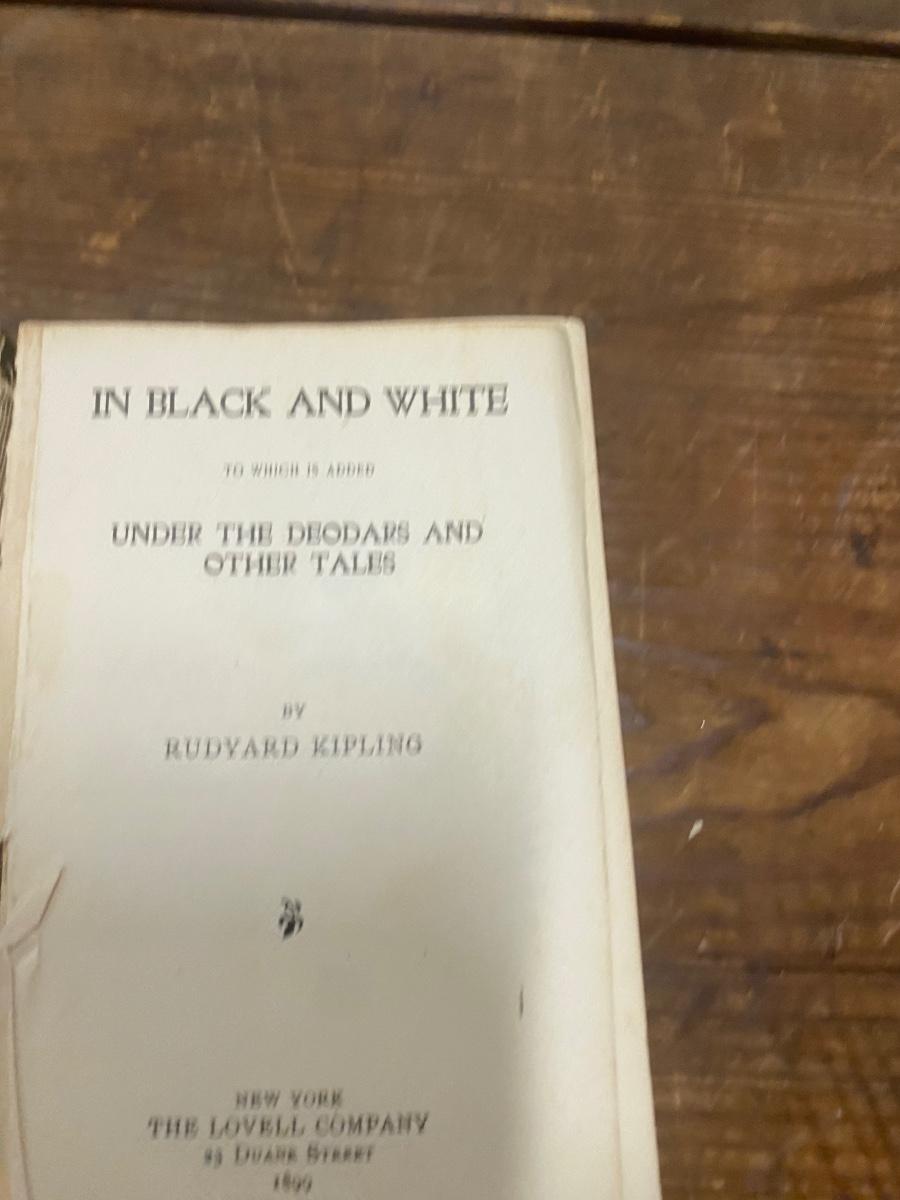 IN BLACK AND WHITE
TO WHICH IS ADDED
UNDER THE DEODARS AND
OTHER TALES
BY
RUDYARD KIPLING
NEW YORK
THE LOVELL COMPANY
23 DUANE STREET
1899